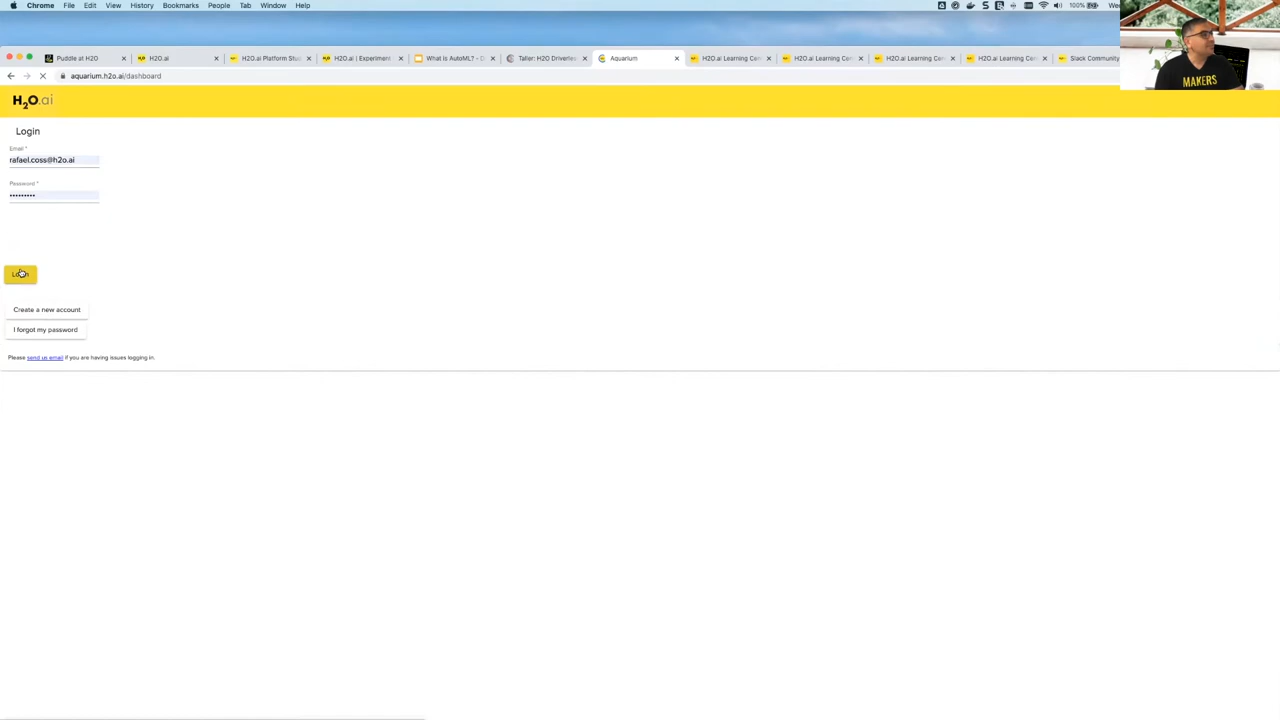 Chrome File Edit View History Bookmarks People Tab Window Help
100%
Puddle at H2O
H2O.ai
H2O.ai Platform Stu
H2O.ai | Experiment
What is AutoML? - D
Taller: H2O Driverles
Aquarium
H2O.ai Learning Cen
H2O.ai Learning Cen
H2O.ai Learning Cen
H2O.ai Learning Cen
Slack Community
aquarium.h2o.ai/dashboard
MAKERS
H2O.ai
Login
Email *
rafael.coss@h2o.ai
Password *
•••••••••
Login
Create a new account
I forgot my password
Please send us email if you are having issues logging in.